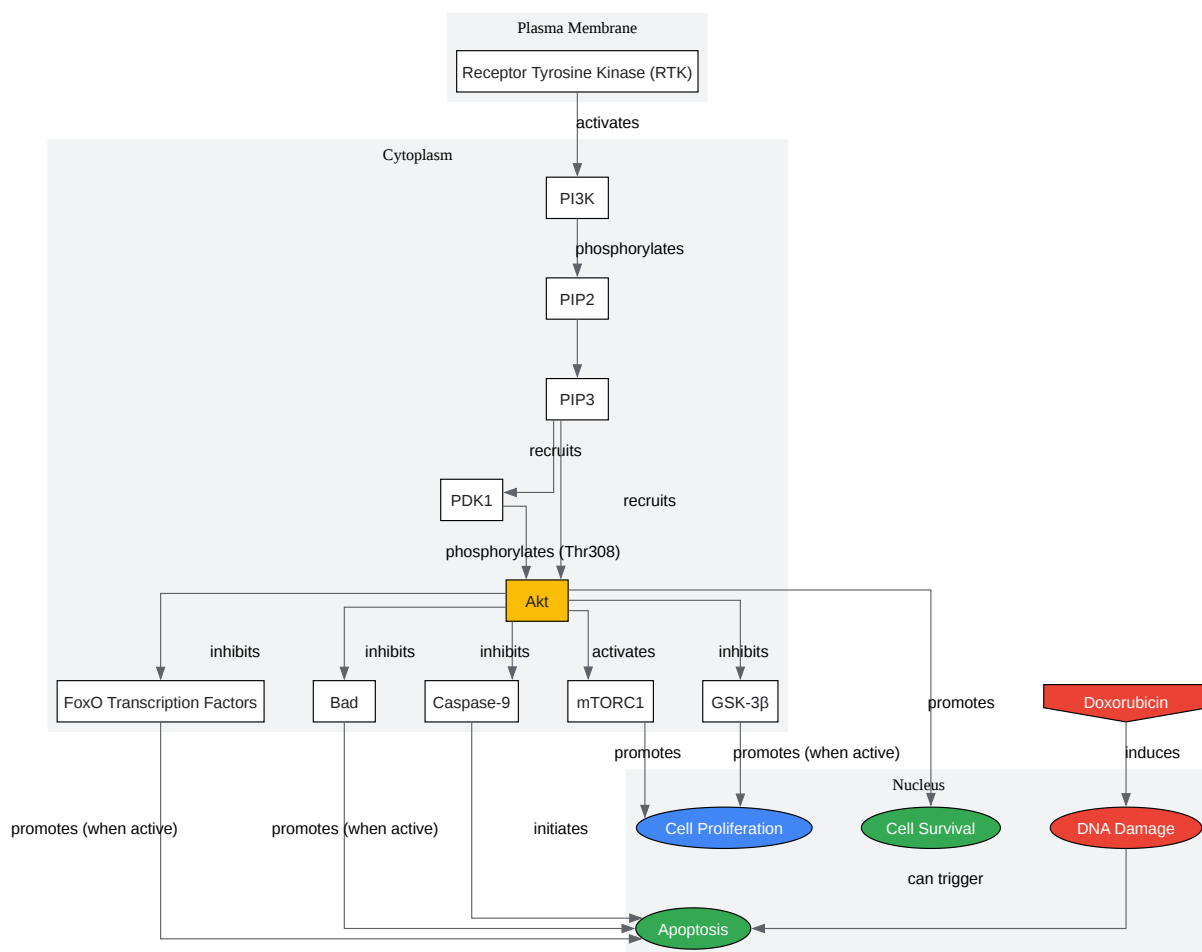 Plasma Membrane
Receptor Tyrosine Kinase (RTK)
activates
Cytoplasm
PI3K
phosphorylates
PIP2
PIP3
recruits
PDK1
recruits
phosphorylates (Thr308)
Akt
inhibits
inhibits
inhibits
activates
inhibits
FoxO Transcription Factors
Bad
Caspase-9
mTORC1
GSK-3β
promotes
Doxorubicin
promotes
promotes (when active)
induces
Nucleus
promotes (when active)
promotes (when active)
initiates
Cell Proliferation
Cell Survival
DNA Damage
can trigger
Apoptosis